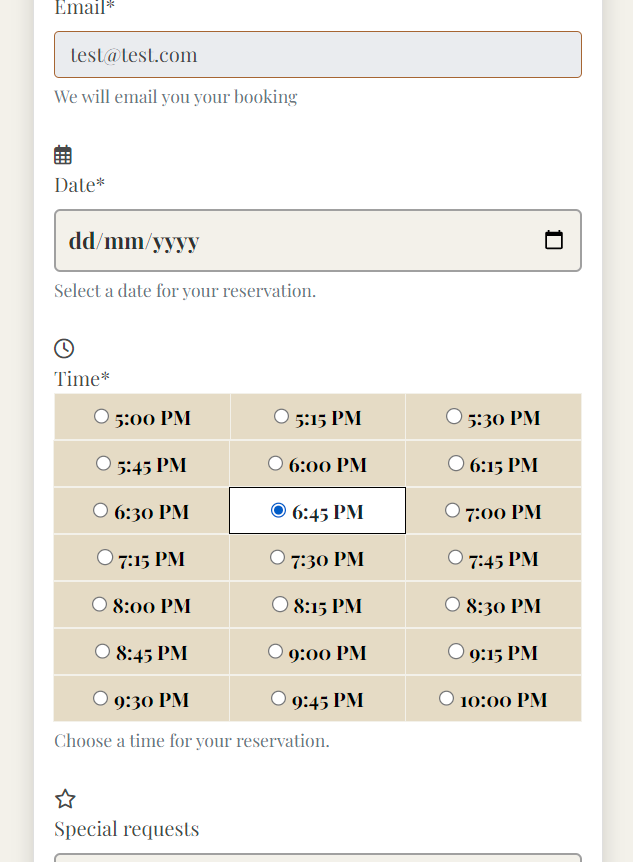 Email*
test@test.com
We will email you your booking
Date*
dd/mm/yyyy
Select a date for your reservation.
Time*
5:00 PM 5:15 PM 5:30 PM
5:45 PM 6:00 PM 6:15 PM
6:30 PM 6:45 PM 7:00 PM
7:15 PM 7:30 PM 7:45 PM
8:00 PM 8:15 PM 8:30 PM
8:45 PM 9:00 PM 9:15 PM
9:30 PM 9:45 PM 10:00 PM
Choose a time for your reservation.
Special requests